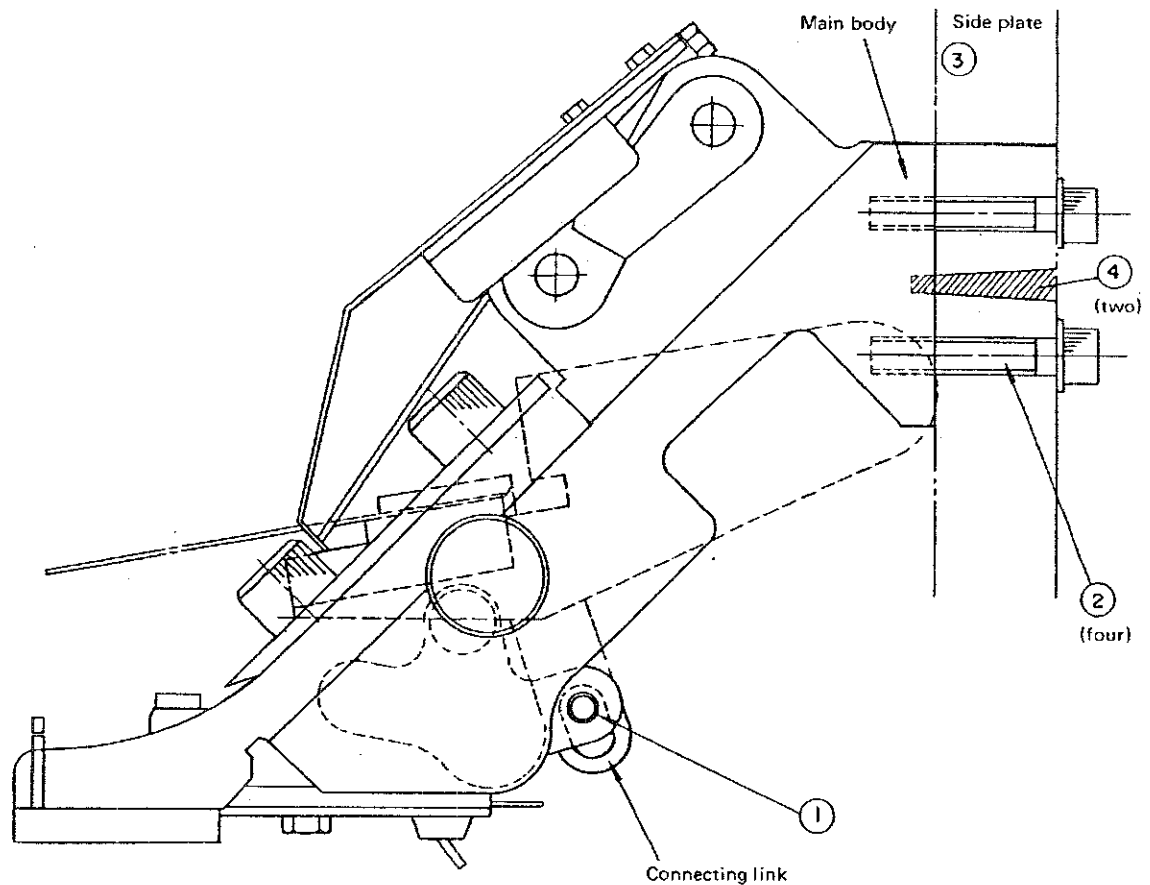 Main body
Side plate
3
4
(two)
2
(four)
1
Connecting link